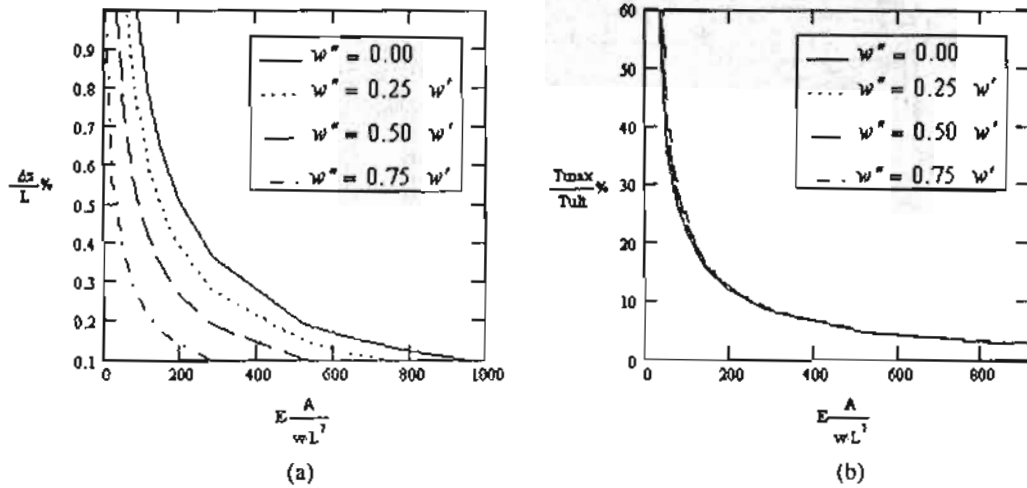 0.9
0.8
0.7
0.6
0.5
0.4
0.3
0.2
0.1
Δs
L
%
0 200 400 600 800 1000
w" = 0.00
w" = 0.25 w'
w" = 0.50 w'
w" = 0.75 w'
E
A
wL²
(a)
60
50
40
30
20
10
0
Tmax
Tult
%
0 200 400 600 800
w" = 0.00
w" = 0.25 w'
w" = 0.50 w'
w" = 0.75 w'
E
A
wL²
(b)